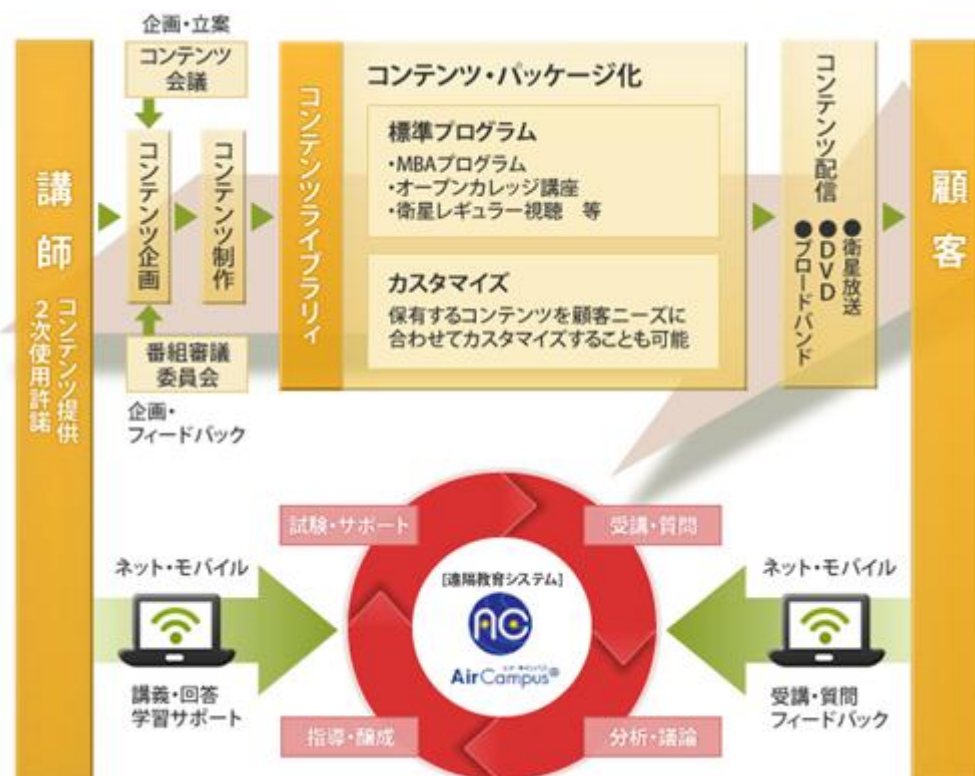 講師
コンテンツ提供
2次使用許諾
企画・立案
コンテンツ
会議
コンテンツ企画
番組審議
委員会
企画・
フィードバック
コンテンツ制作
コンテンツライブラリィ
コンテンツ・パッケージ化
標準プログラム
・MBAプログラム
・オープンカレッジ講座
・衛星レギュラー視聴 等
カスタマイズ
保有するコンテンツを顧客ニーズに
合わせてカスタマイズすることも可能
コンテンツ配信
●衛星放送
●DVD
●ブロードバンド
顧客
ネット・モバイル
講義・回答
学習サポート
試験・サポート
受講・質問
[遠隔教育システム]
AC
エアキャンパス
AirCampus®
指導・醸成
分析・議論
ネット・モバイル
受講・質問
フィードバック